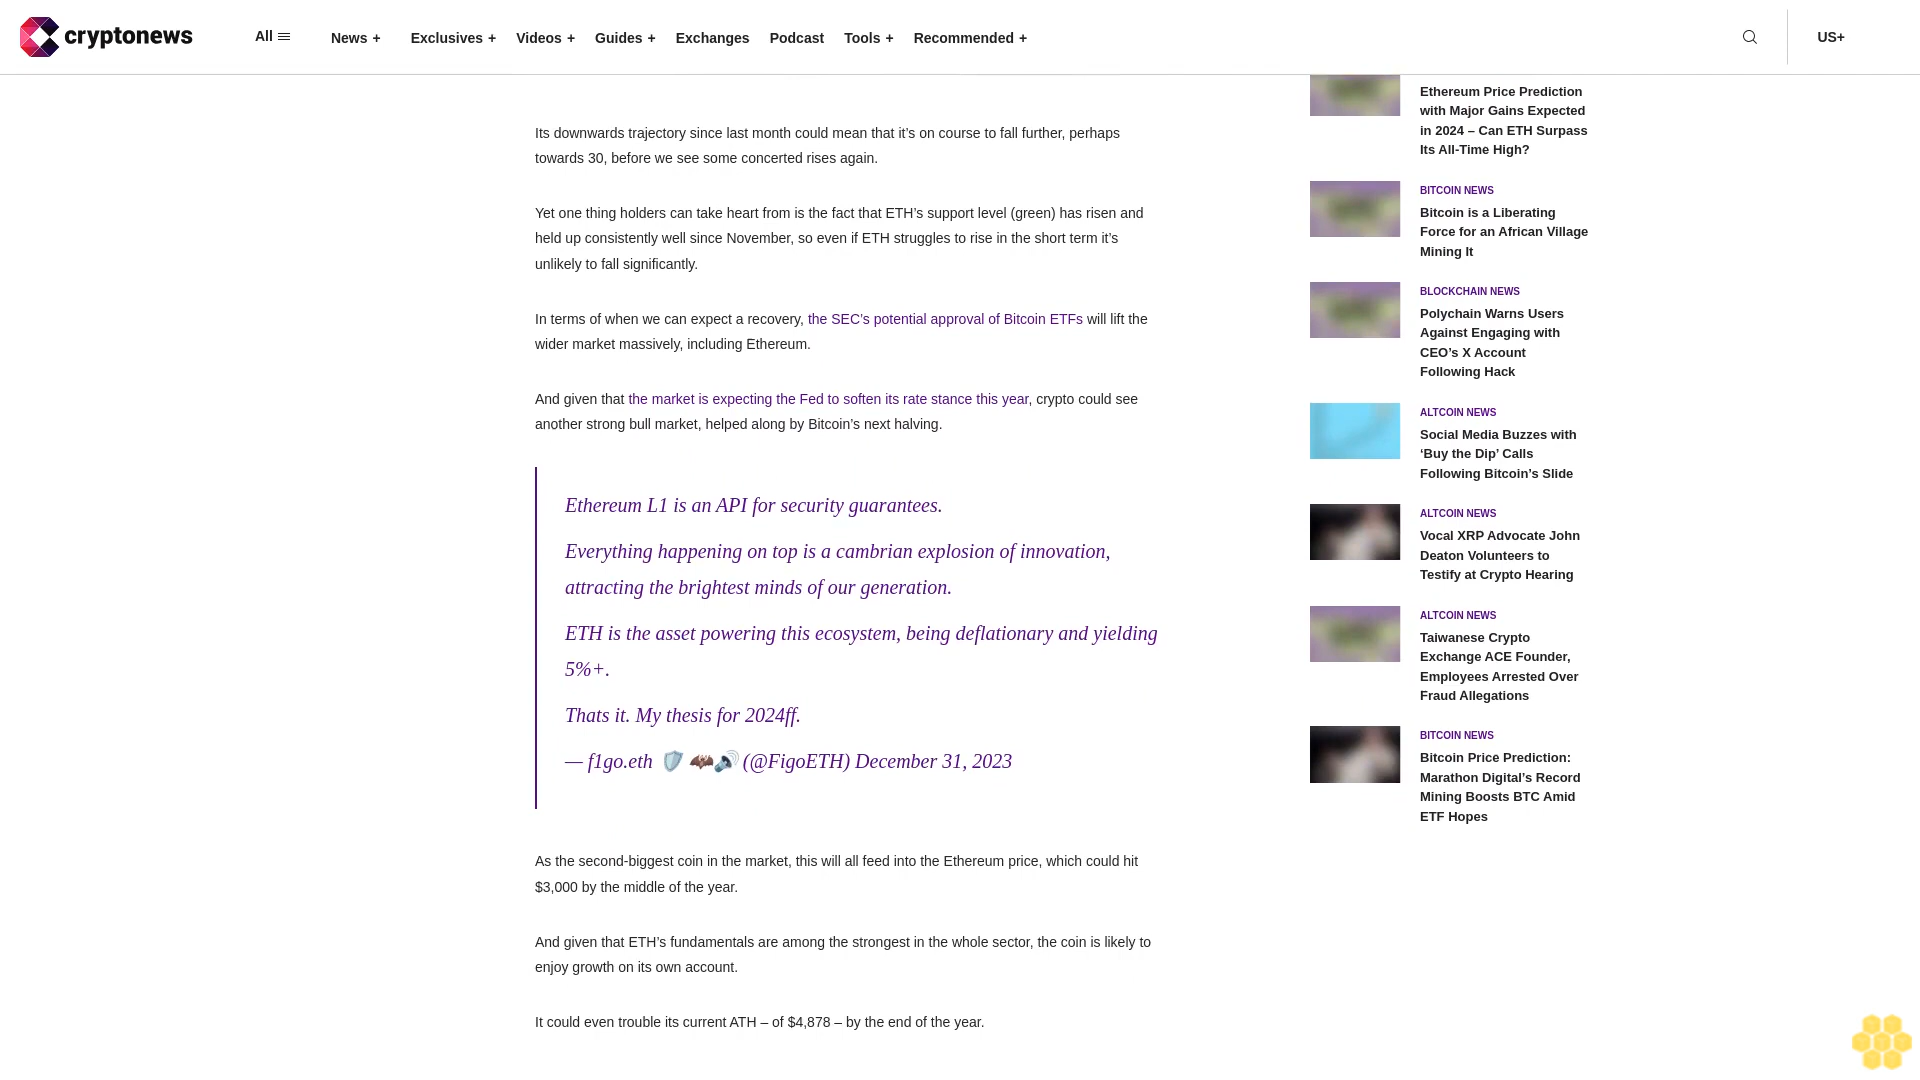 cryptonews
All
News +
Exclusives +
Videos +
Guides +
Exchanges
Podcast
Tools +
Recommended +
US+
Its downwards trajectory since last month could mean that it’s on course to fall further, perhaps
towards 30, before we see some concerted rises again.
Yet one thing holders can take heart from is the fact that ETH’s support level (green) has risen and
held up consistently well since November, so even if ETH struggles to rise in the short term it’s
unlikely to fall significantly.
In terms of when we can expect a recovery, the SEC’s potential approval of Bitcoin ETFs will lift the
wider market massively, including Ethereum.
And given that the market is expecting the Fed to soften its rate stance this year, crypto could see
another strong bull market, helped along by Bitcoin’s next halving.
Ethereum L1 is an API for security guarantees.
Everything happening on top is a cambrian explosion of innovation,
attracting the brightest minds of our generation.
ETH is the asset powering this ecosystem, being deflationary and yielding
5%+.
Thats it. My thesis for 2024ff.
— f1go.eth 🛡️ 🦇🔊 (@FigoETH) December 31, 2023
As the second-biggest coin in the market, this will all feed into the Ethereum price, which could hit
$3,000 by the middle of the year.
And given that ETH’s fundamentals are among the strongest in the whole sector, the coin is likely to
enjoy growth on its own account.
It could even trouble its current ATH – of $4,878 – by the end of the year.
Ethereum Price Prediction
with Major Gains Expected
in 2024 – Can ETH Surpass
Its All-Time High?
BITCOIN NEWS
Bitcoin is a Liberating
Force for an African Village
Mining It
BLOCKCHAIN NEWS
Polychain Warns Users
Against Engaging with
CEO’s X Account
Following Hack
ALTCOIN NEWS
Social Media Buzzes with
‘Buy the Dip’ Calls
Following Bitcoin’s Slide
ALTCOIN NEWS
Vocal XRP Advocate John
Deaton Volunteers to
Testify at Crypto Hearing
ALTCOIN NEWS
Taiwanese Crypto
Exchange ACE Founder,
Employees Arrested Over
Fraud Allegations
BITCOIN NEWS
Bitcoin Price Prediction:
Marathon Digital’s Record
Mining Boosts BTC Amid
ETF Hopes